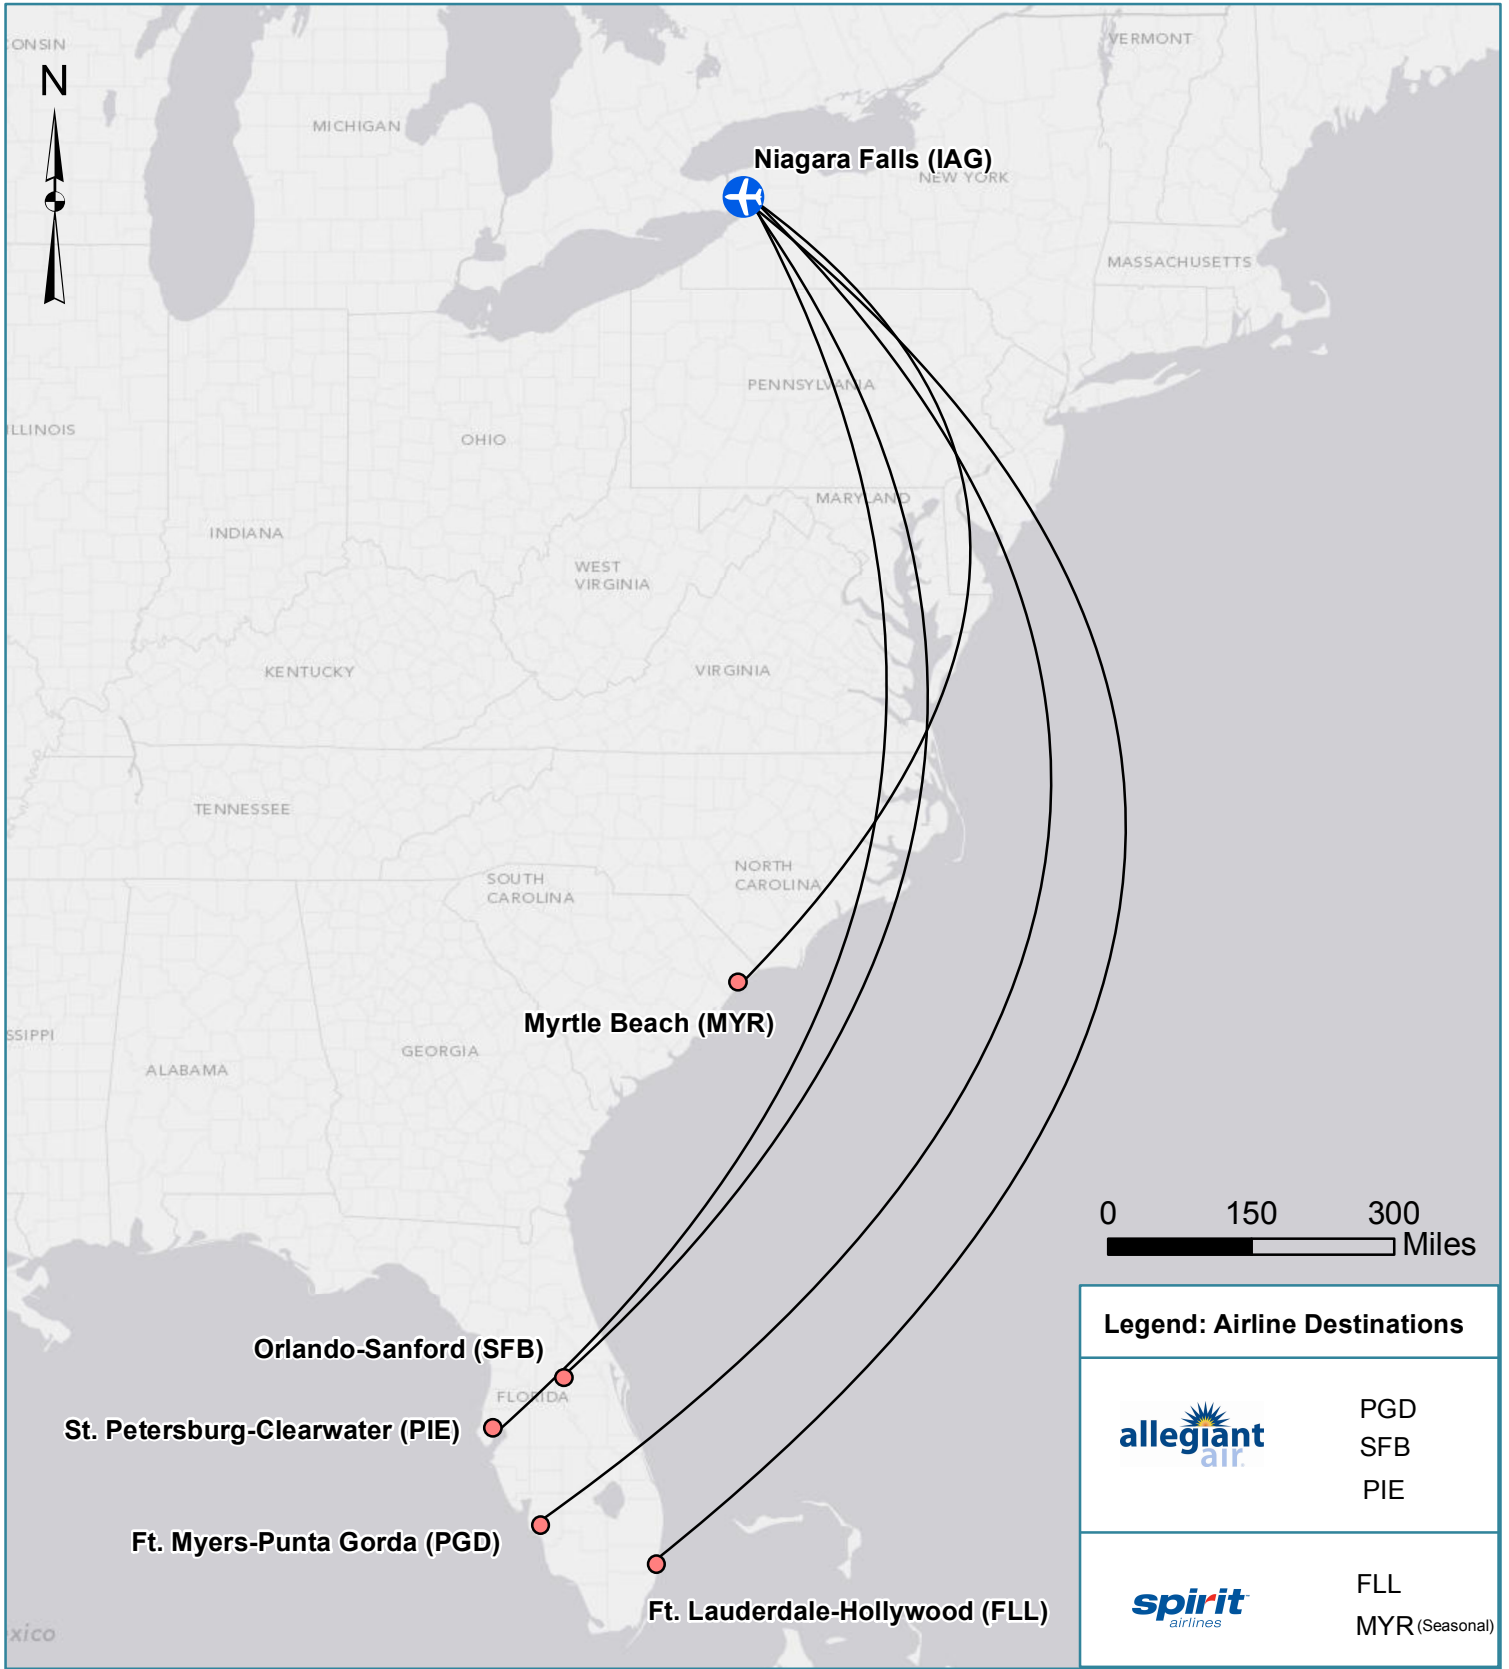 CONSIN
VERMONT
N
MICHIGAN
Niagara Falls (IAG)
NEW YORK
MASSACHUSETTS
PENNSYLVANIA
ILLINOIS
OHIO
MARYLAND
INDIANA
WEST
VIRGINIA
KENTUCKY
VIRGINIA
TENNESSEE
NORTH
CAROLINA
SOUTH
CAROLINA
Myrtle Beach (MYR)
SSIPPI
GEORGIA
ALABAMA
0 150 300
Miles
Legend: Airline Destinations
Orlando-Sanford (SFB)
FLORIDA
St. Petersburg-Clearwater (PIE)
allegiant
air
PGD
SFB
PIE
Ft. Myers-Punta Gorda (PGD)
Ft. Lauderdale-Hollywood (FLL)
spirit
airlines
FLL
MYR (Seasonal)
xico